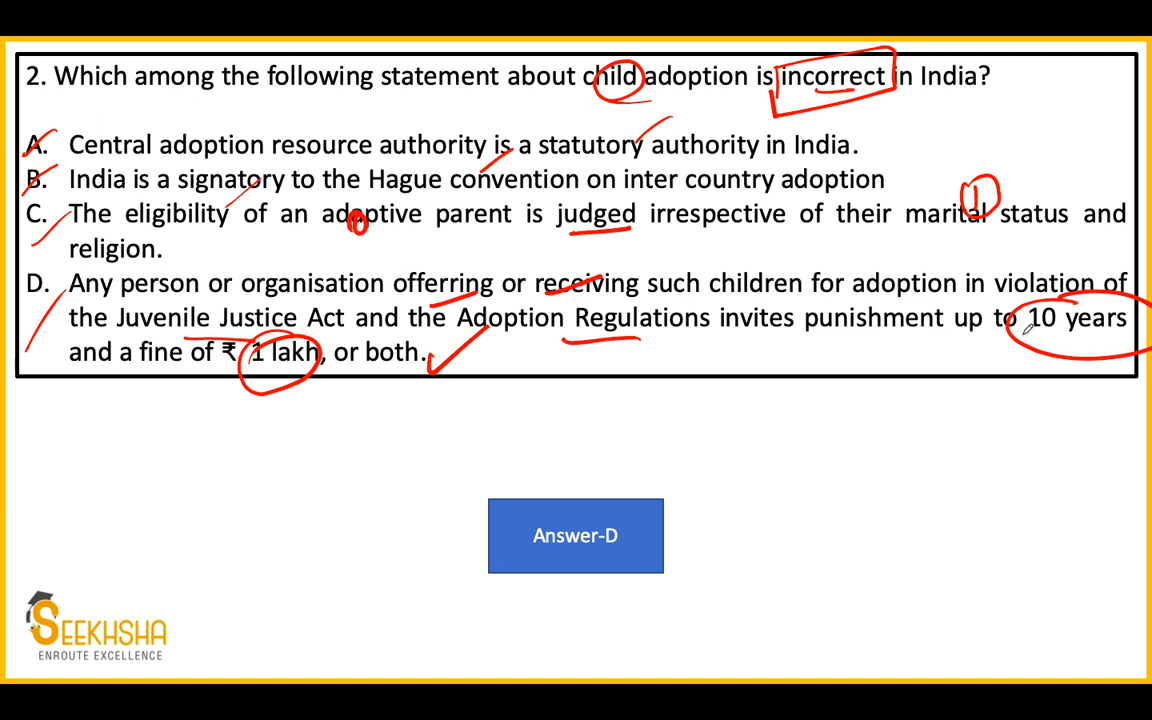 2. Which among the following statement about child adoption is incorrect in India?
A. Central adoption resource authority is a statutory authority in India.
B. India is a signatory to the Hague convention on inter country adoption
C. The eligibility of an adoptive parent is judged irrespective of their marital status and
religion.
D. Any person or organisation offerring or receiving such children for adoption in violation of
the Juvenile Justice Act and the Adoption Regulations invites punishment up to 10 years
and a fine of ₹ 1 lakh, or both.
Answer-D
SEEKHSHA
ENROUTE EXCELLENCE